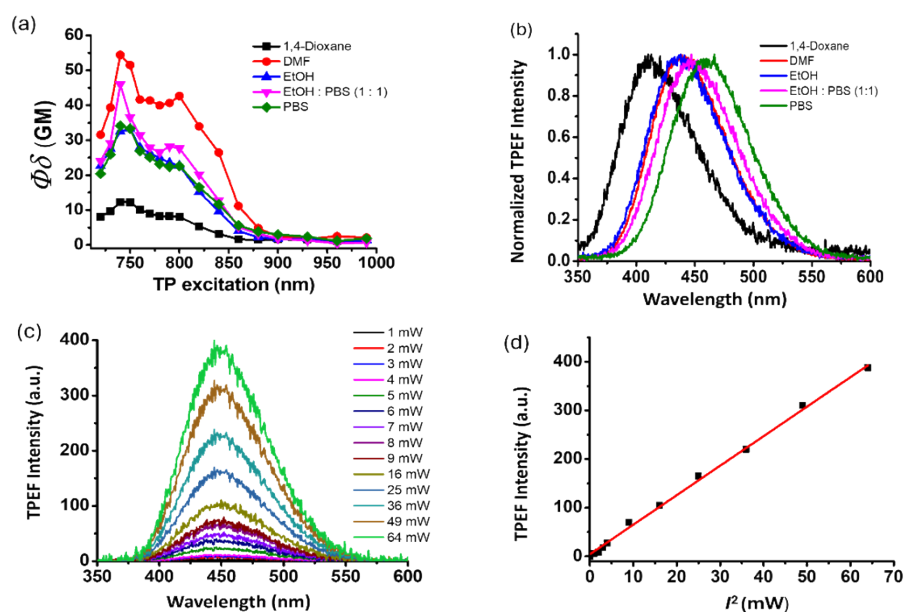 (a)
60
50
40
30
20
10
0
Φδ (GM)
1,4-Dioxane
DMF
EtOH
EtOH : PBS (1 : 1)
PBS
750 800 850 900 950 1000
TP excitation (nm)
(b)
1.0
0.8
0.6
0.4
0.2
0.0
Normalized TPEF Intensity
1,4-Dioxane
DMF
EtOH
EtOH : PBS (1:1)
PBS
350 400 450 500 550 600
Wavelength (nm)
(c)
400
300
200
100
0
TPEF Intensity (a.u.)
1 mW
2 mW
3 mW
4 mW
5 mW
6 mW
7 mW
8 mW
9 mW
16 mW
25 mW
36 mW
49 mW
64 mW
350 400 450 500 550 600
Wavelength (nm)
(d)
400
300
200
100
0
TPEF Intensity (a.u.)
0 10 20 30 40 50 60 70
I² (mW)